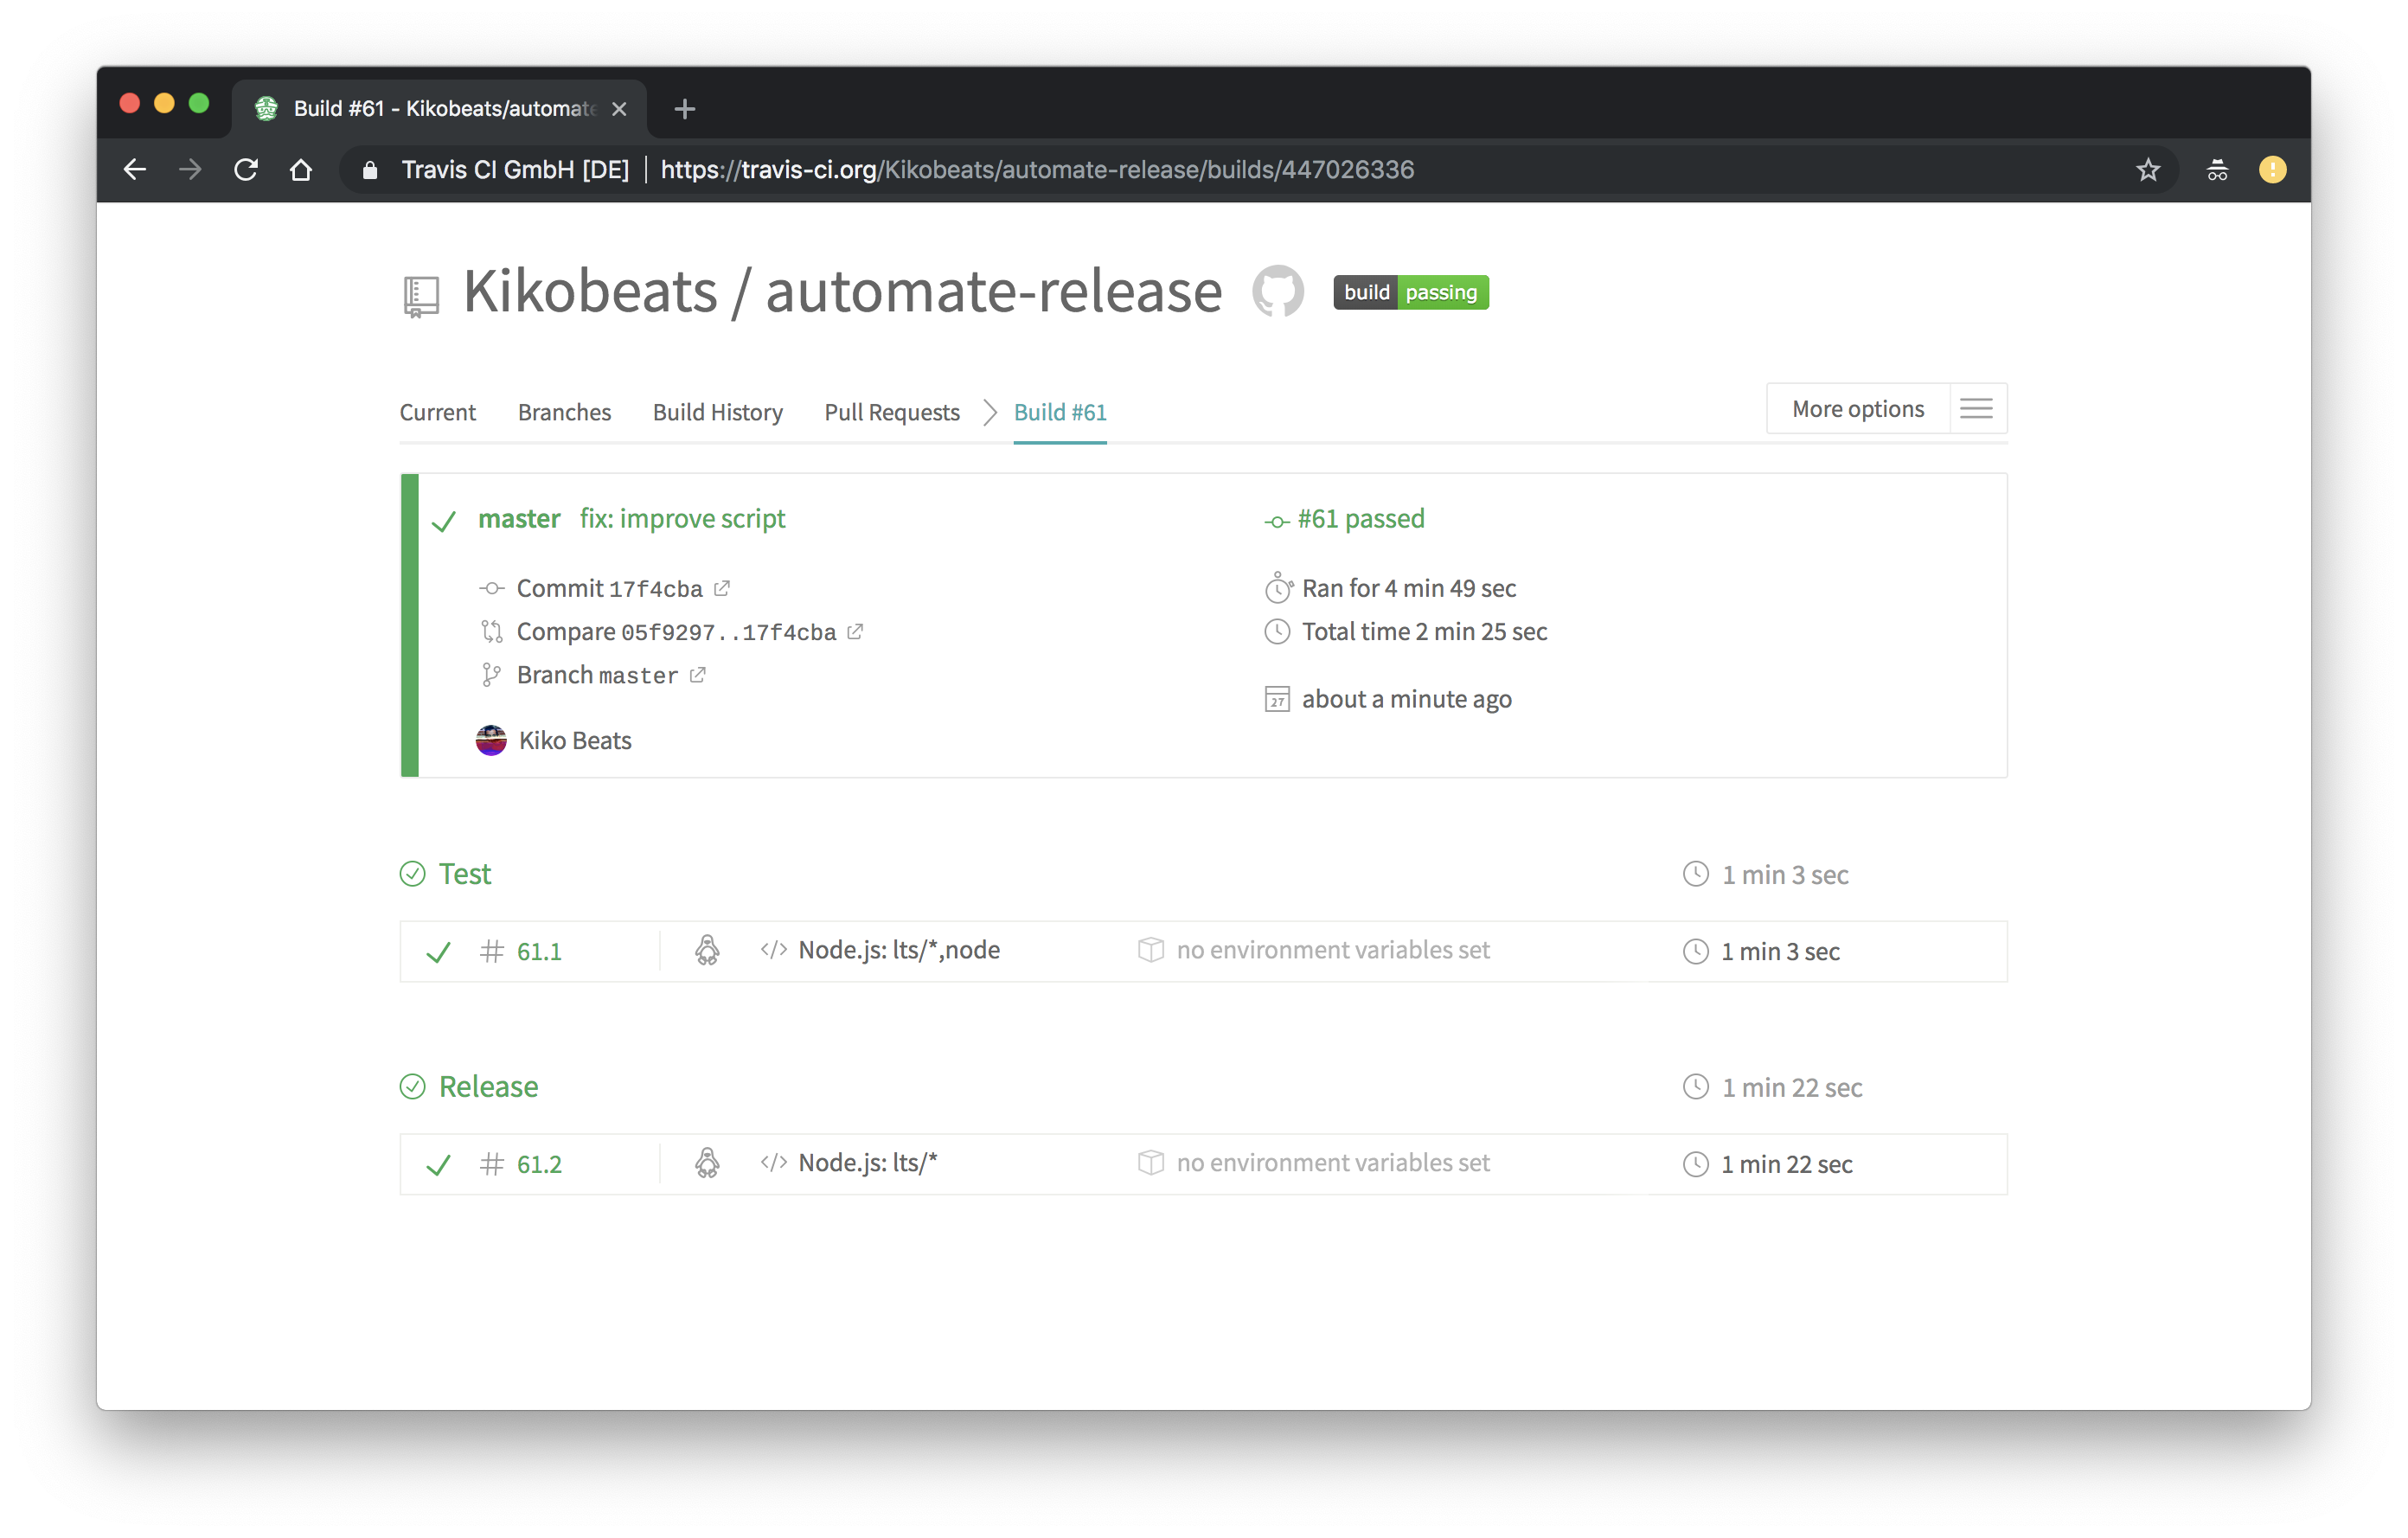 Build #61 - Kikobeats/automate
Travis CI GmbH [DE] | https://travis-ci.org/Kikobeats/automate-release/builds/447026336
Kikobeats / automate-release build passing
Current Branches Build History Pull Requests Build #61 More options
master fix: improve script
Commit 17f4cba
Compare 05f9297..17f4cba
Branch master
Kiko Beats
#61 passed
Ran for 4 min 49 sec
Total time 2 min 25 sec
27 about a minute ago
Test 1 min 3 sec
# 61.1 </> Node.js: lts/*,node no environment variables set 1 min 3 sec
Release 1 min 22 sec
# 61.2 </> Node.js: lts/* no environment variables set 1 min 22 sec